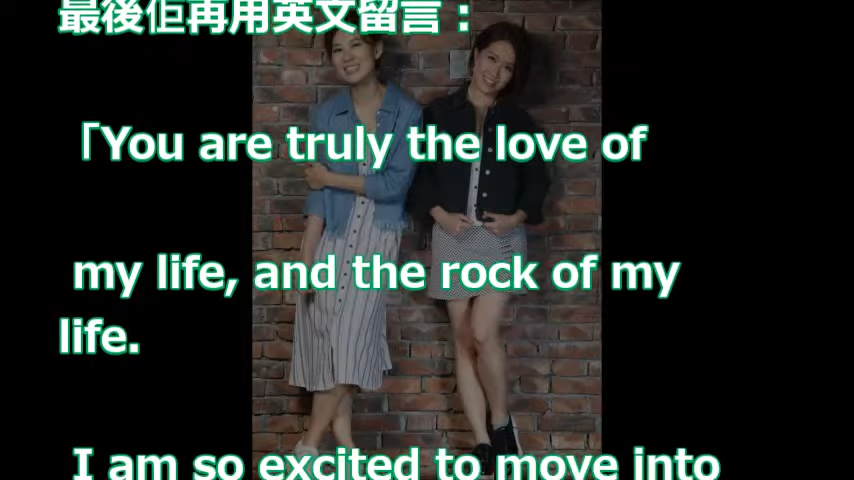 最後佢再用英文留言：
「You are truly the love of
my life, and the rock of my
life.
I am so excited to move into